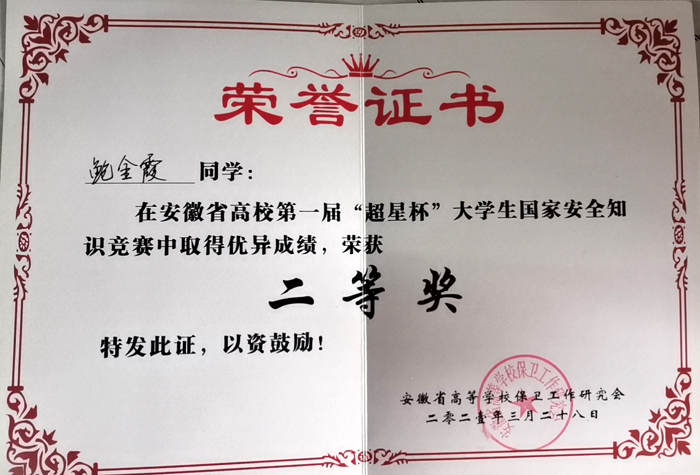 荣誉证书
鲍金霞 同学：
在安徽省高校第一届“超星杯”大学生国家安全知
识竞赛中取得优异成绩，荣获
二等奖
特发此证，以资鼓励！
安徽省高等学校保卫工作研究会
二零二壹年三月二十八日